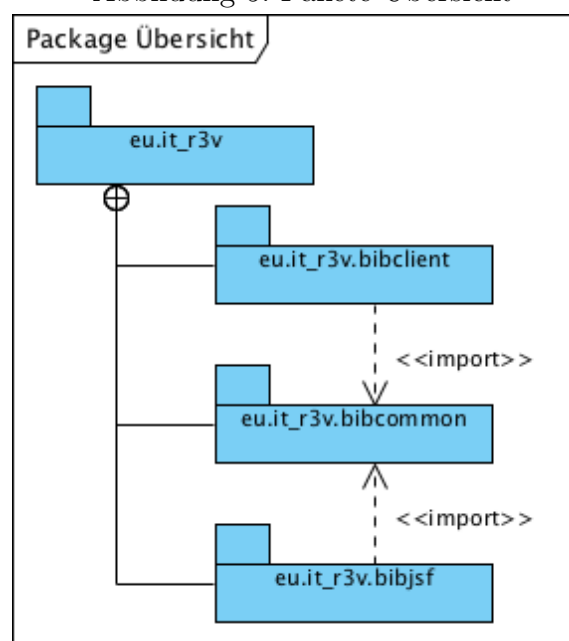 Package Übersicht
eu.it_r3v
eu.it_r3v.bibclient
<<import>>
eu.it_r3v.bibcommon
<<import>>
eu.it_r3v.bibjsf